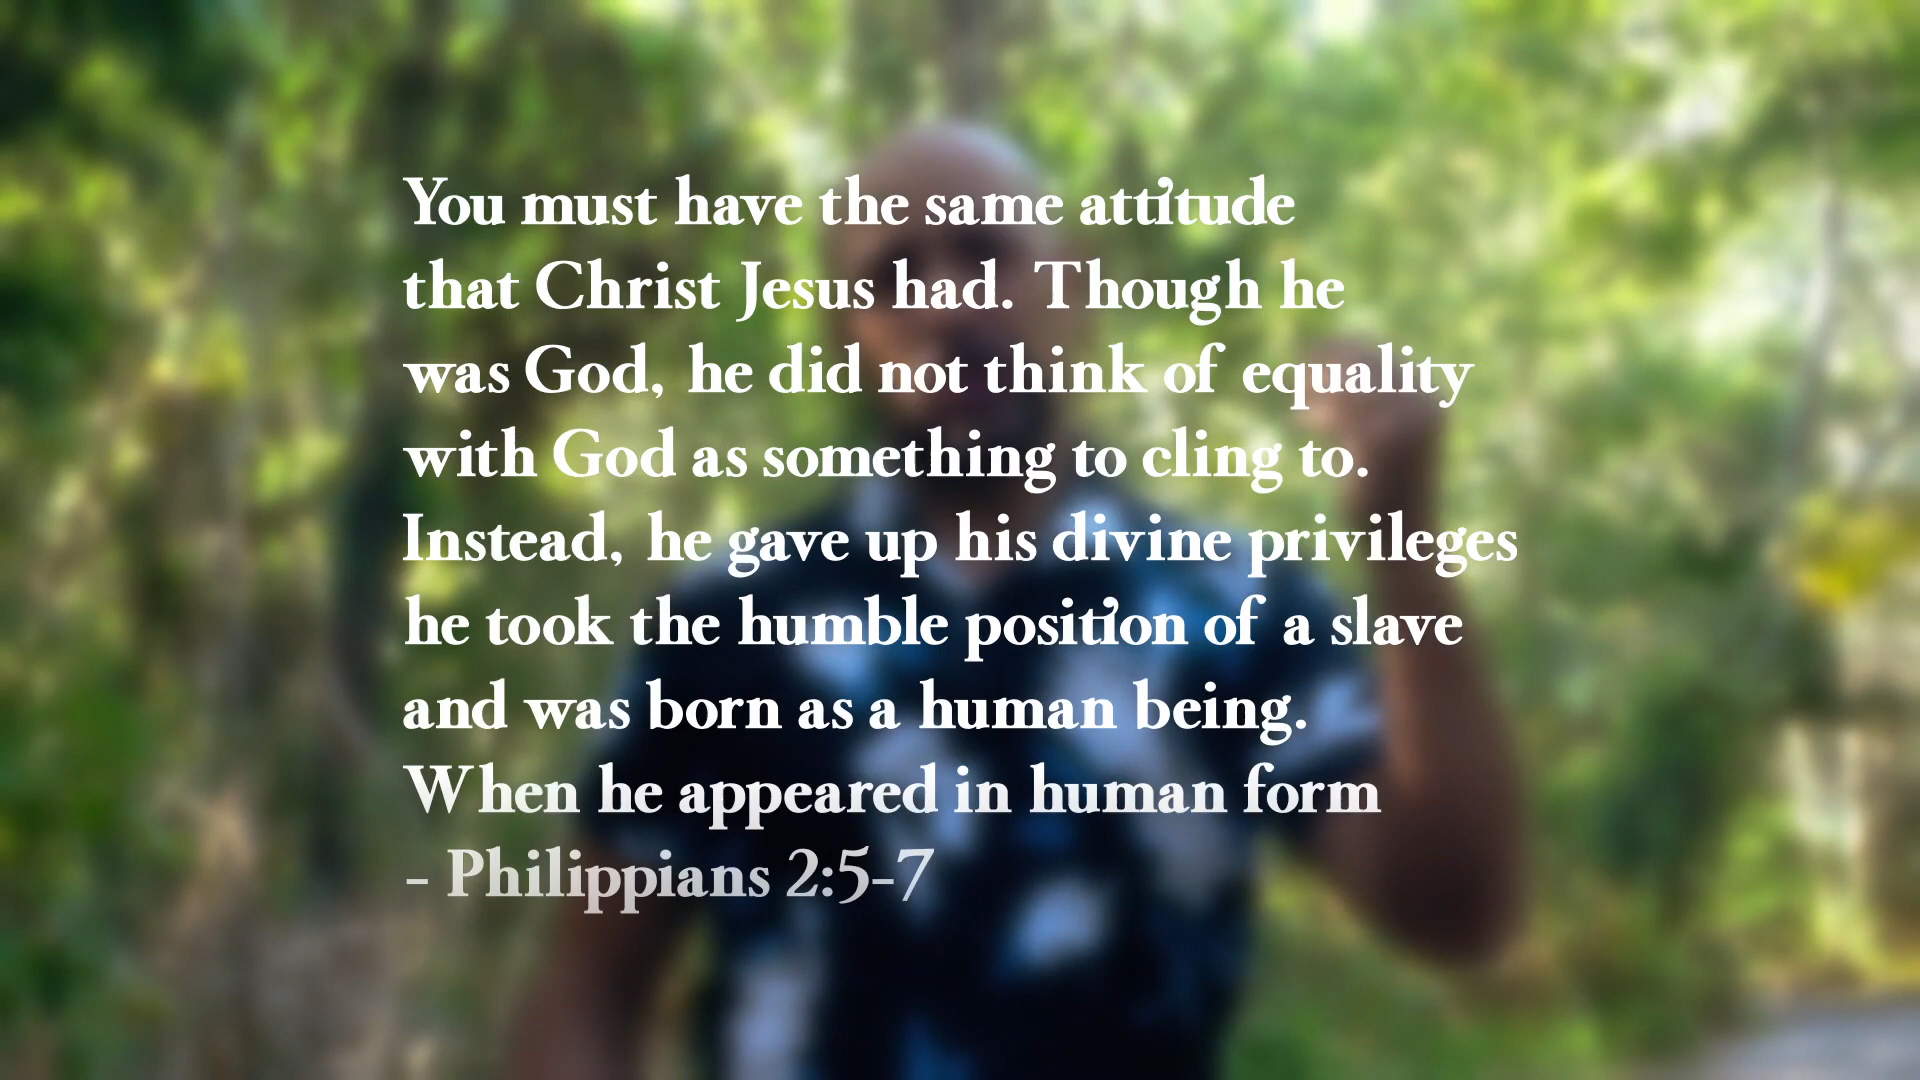 You must have the same attitude
that Christ Jesus had. Though he
was God, he did not think of equality
with God as something to cling to.
Instead, he gave up his divine privileges
he took the humble position of a slave
and was born as a human being.
When he appeared in human form
- Philippians 2:5-7